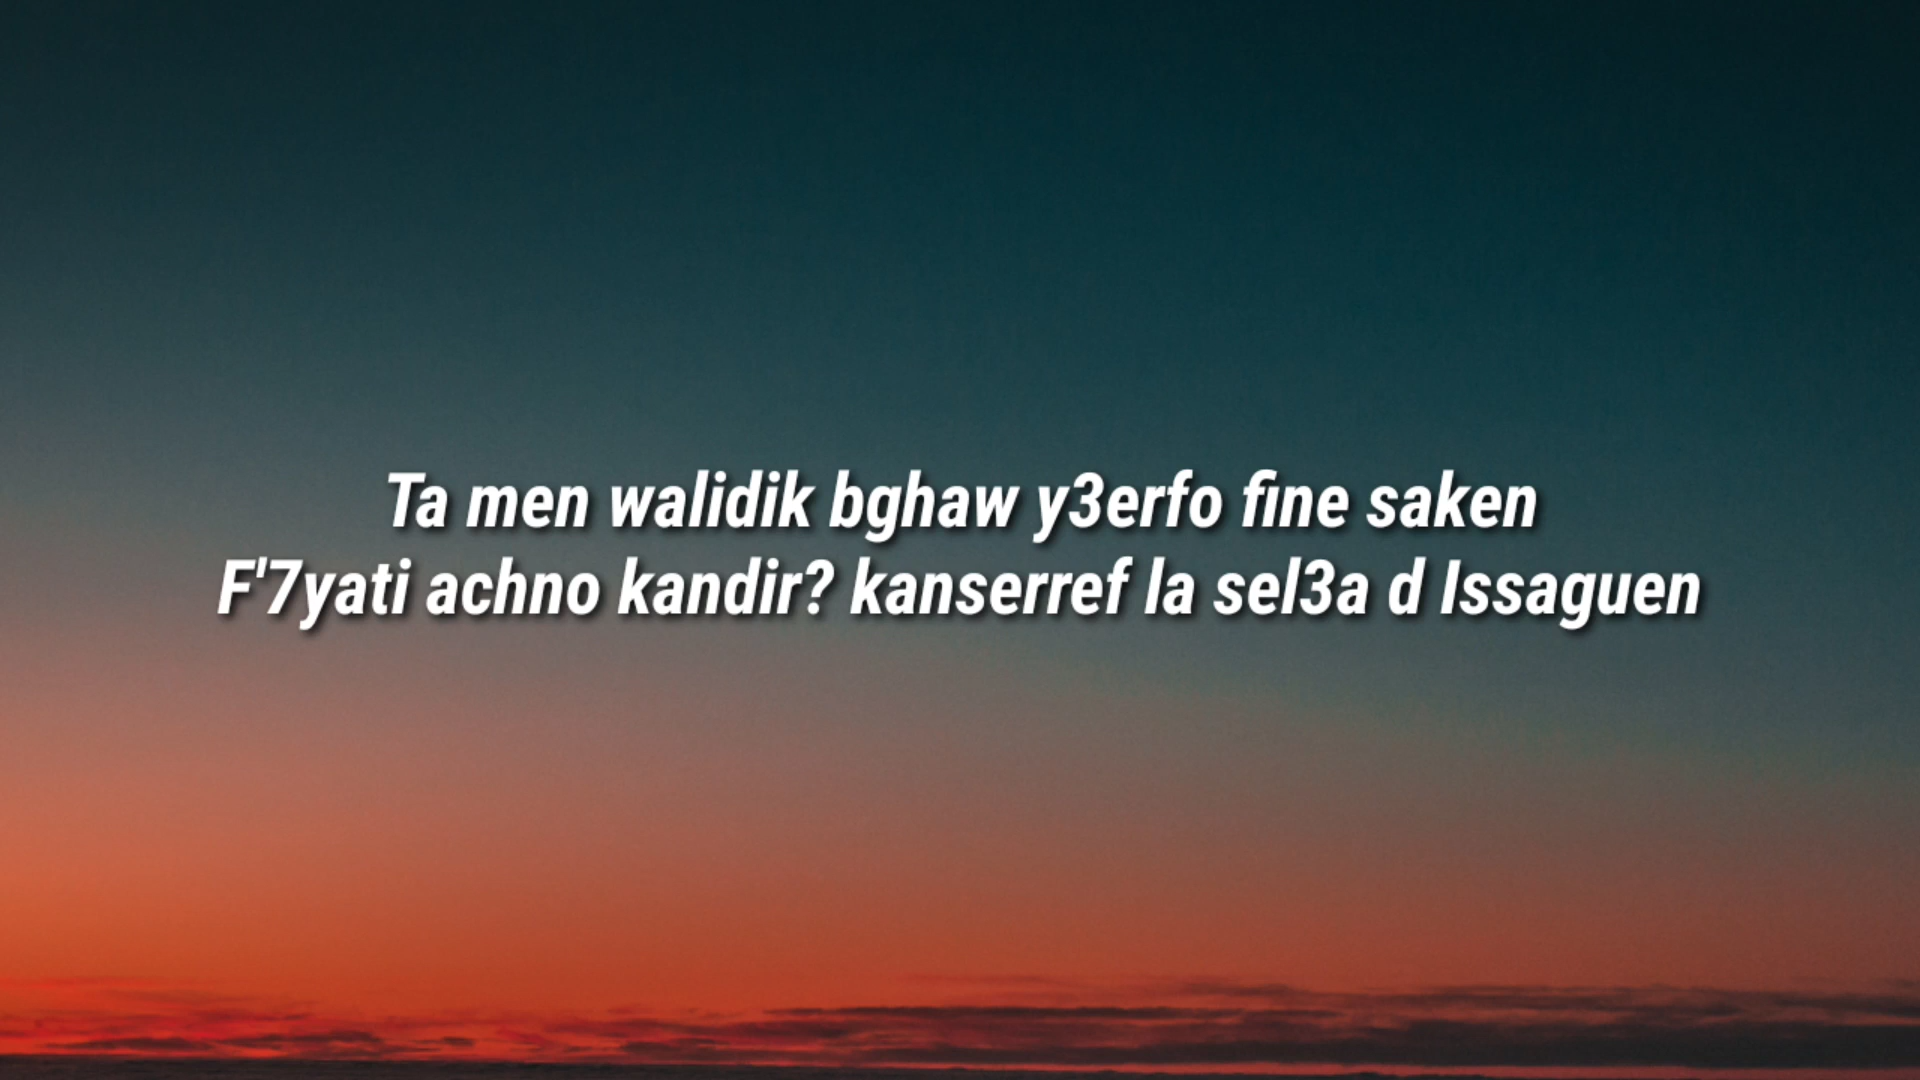 Ta men walidik bghaw y3erfo fine saken
F'7yati achno kandir? kanserref la sel3a d Issaguen